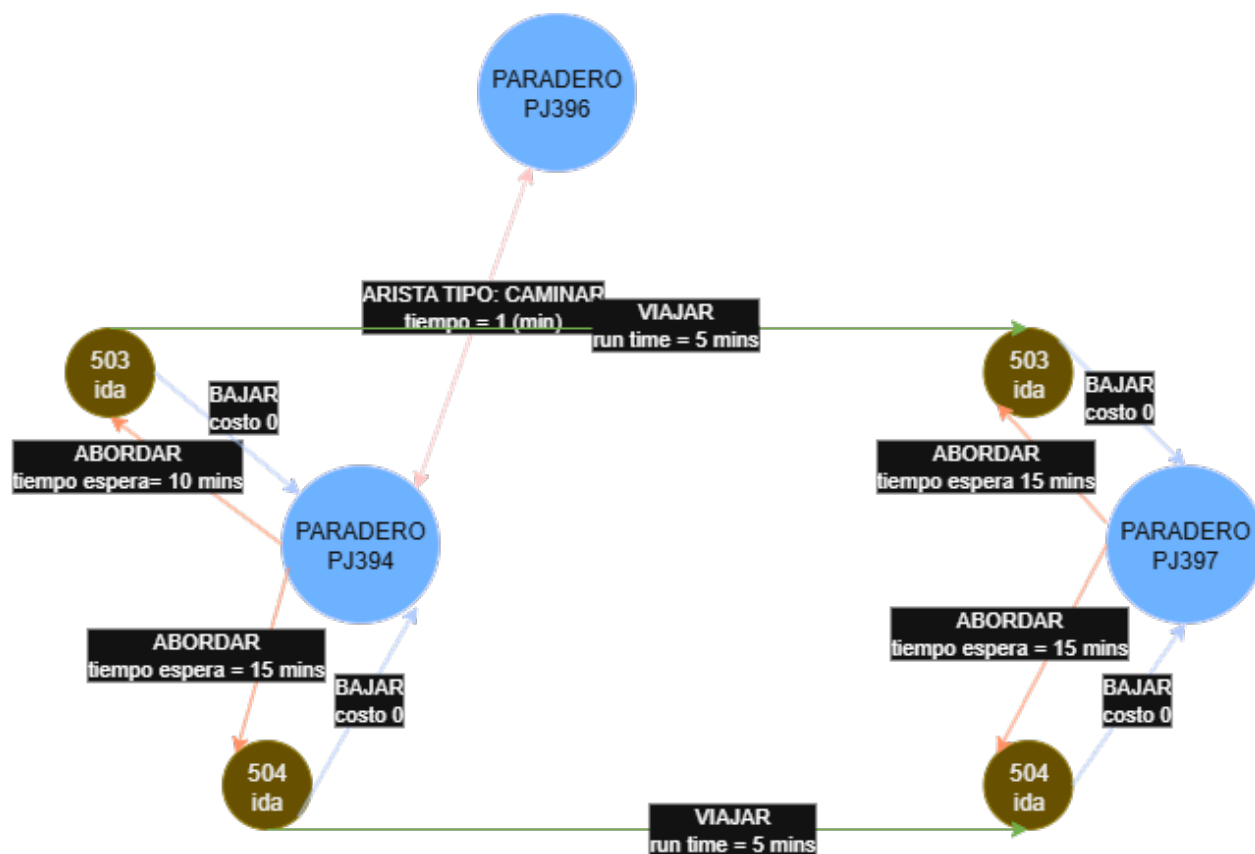 PARADERO
PJ396
ARISTA TIPO: CAMINAR
tiempo = 1 (min)
VIAJAR
run time = 5 mins
503
ida
BAJAR
costo 0
ABORDAR
tiempo espera= 10 mins
PARADERO
PJ394
ABORDAR
tiempo espera = 15 mins
BAJAR
costo 0
504
ida
VIAJAR
run time = 5 mins
503
ida
BAJAR
costo 0
ABORDAR
tiempo espera 15 mins
PARADERO
PJ397
ABORDAR
tiempo espera = 15 mins
BAJAR
costo 0
504
ida